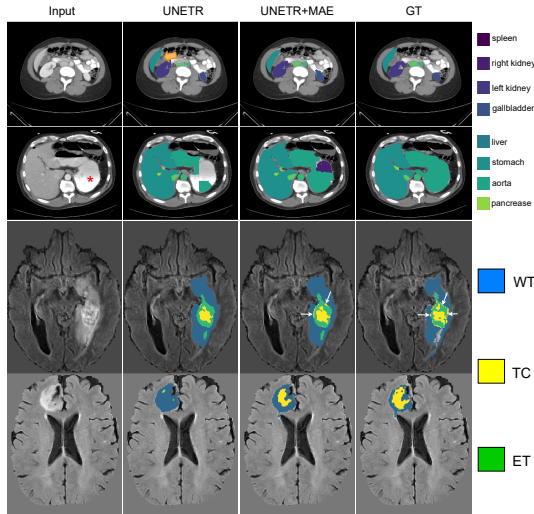 Input UNETR UNETR+MAE GT
spleen
right kidney
left kidney
gallbladder
liver
stomach
aorta
pancrease
*
WT
TC
ET